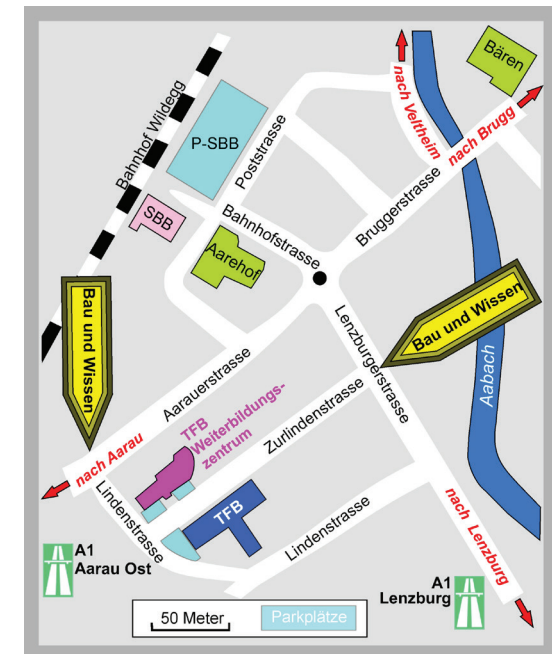 Bären
nach Veltheim
nach Brugg
Bahnhof Wildegg
P-SBB
Poststrasse
SBB
Bahnhofstrasse
Bruggerstrasse
Aarehof
Bau und Wissen
Bau und Wissen
Lenzburgerstrasse
Aabach
Aarauerstrasse
TFB
Weiterbildungs-
zentrum
Zurlindenstrasse
nach Aarau
Lindenstrasse
TFB
Lindenstrasse
nach Lenzburg
A1
Aarau Ost
A1
Lenzburg
50 Meter
Parkplätze